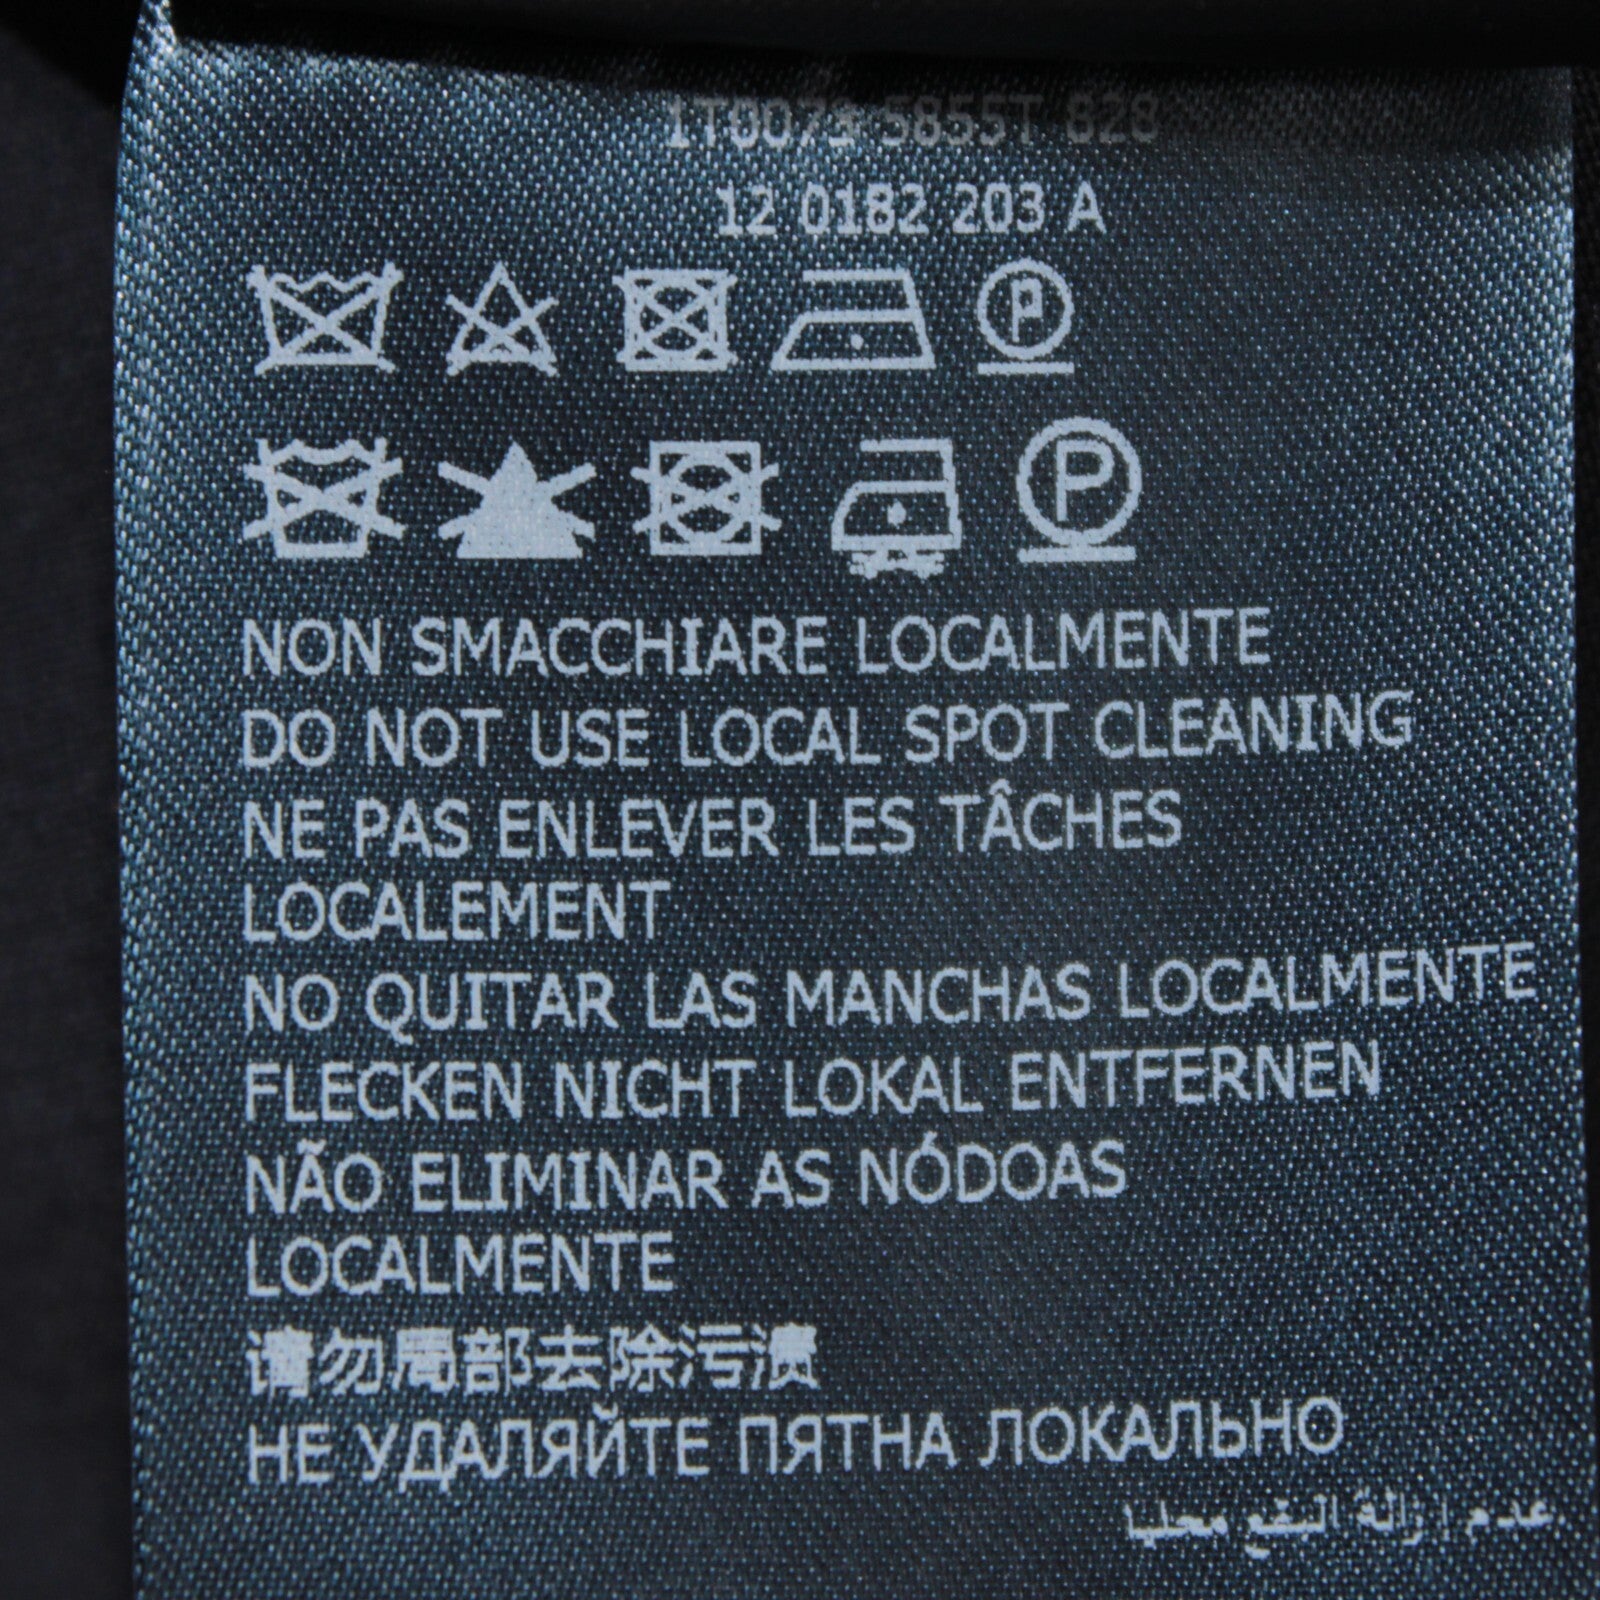 1T0073 5855T 828
12 0182 203 A
P
P
NON SMACCHIARE LOCALMENTE
DO NOT USE LOCAL SPOT CLEANING
NE PAS ENLEVER LES TÂCHES
LOCALEMENT
NO QUITAR LAS MANCHAS LOCALMENTE
FLECKEN NICHT LOKAL ENTFERNEN
NÃO ELIMINAR AS NÓDOAS
LOCALMENTE
请勿局部去除污渍
НЕ УДАЛЯЙТЕ ПЯТНА ЛОКАЛЬНО
عدم إزالة البقع محليا